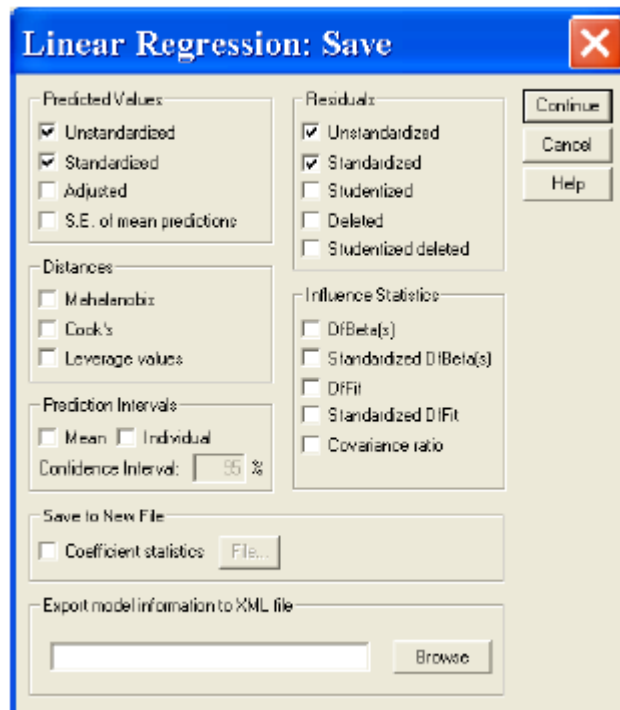 Linear Regression: Save
Predicted Values
Unstandardized
Standardized
Adjusted
S.E. of mean predictions
Distances
Mahalanobis
Cook's
Leverage values
Prediction Intervals
Mean Individual
Confidence Interval: 95 %
Residuals
Unstandardized
Standardized
Studentized
Deleted
Studentized deleted
Influence Statistics
DfBeta(s)
Standardized DfBeta(s)
DfFit
Standardized DfFit
Covariance ratio
Continue
Cancel
Help
Save to New File
Coefficient statistics File...
Export model information to XML file
Browse